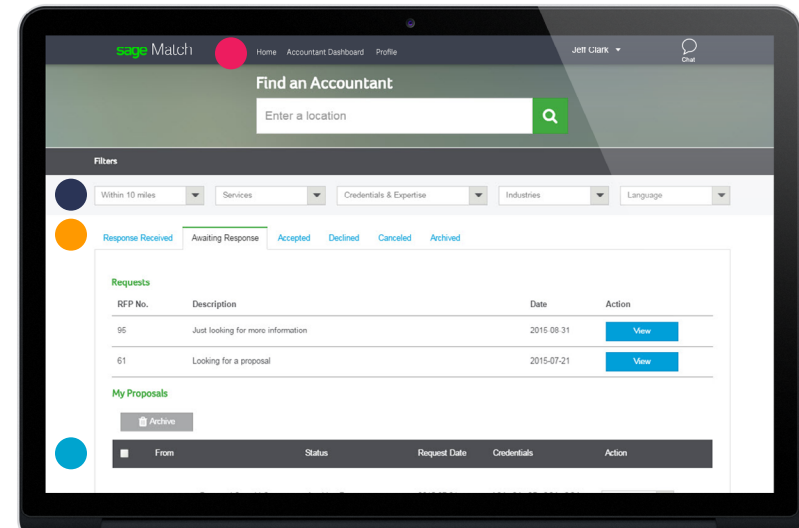 sage Match Home Accountant Dashboard Profile Jeff Clark Chat
Find an Accountant
Enter a location
Filters
Within 10 miles Services Credentials & Expertise Industries Language
Response Received Awaiting Response Accepted Declined Canceled Archived
Requests
RFP No. Description Date Action
95 Just looking for more information 2015-08-31 View
61 Looking for a proposal 2015-07-21 View
My Proposals
Archive
From Status Request Date Credentials Action